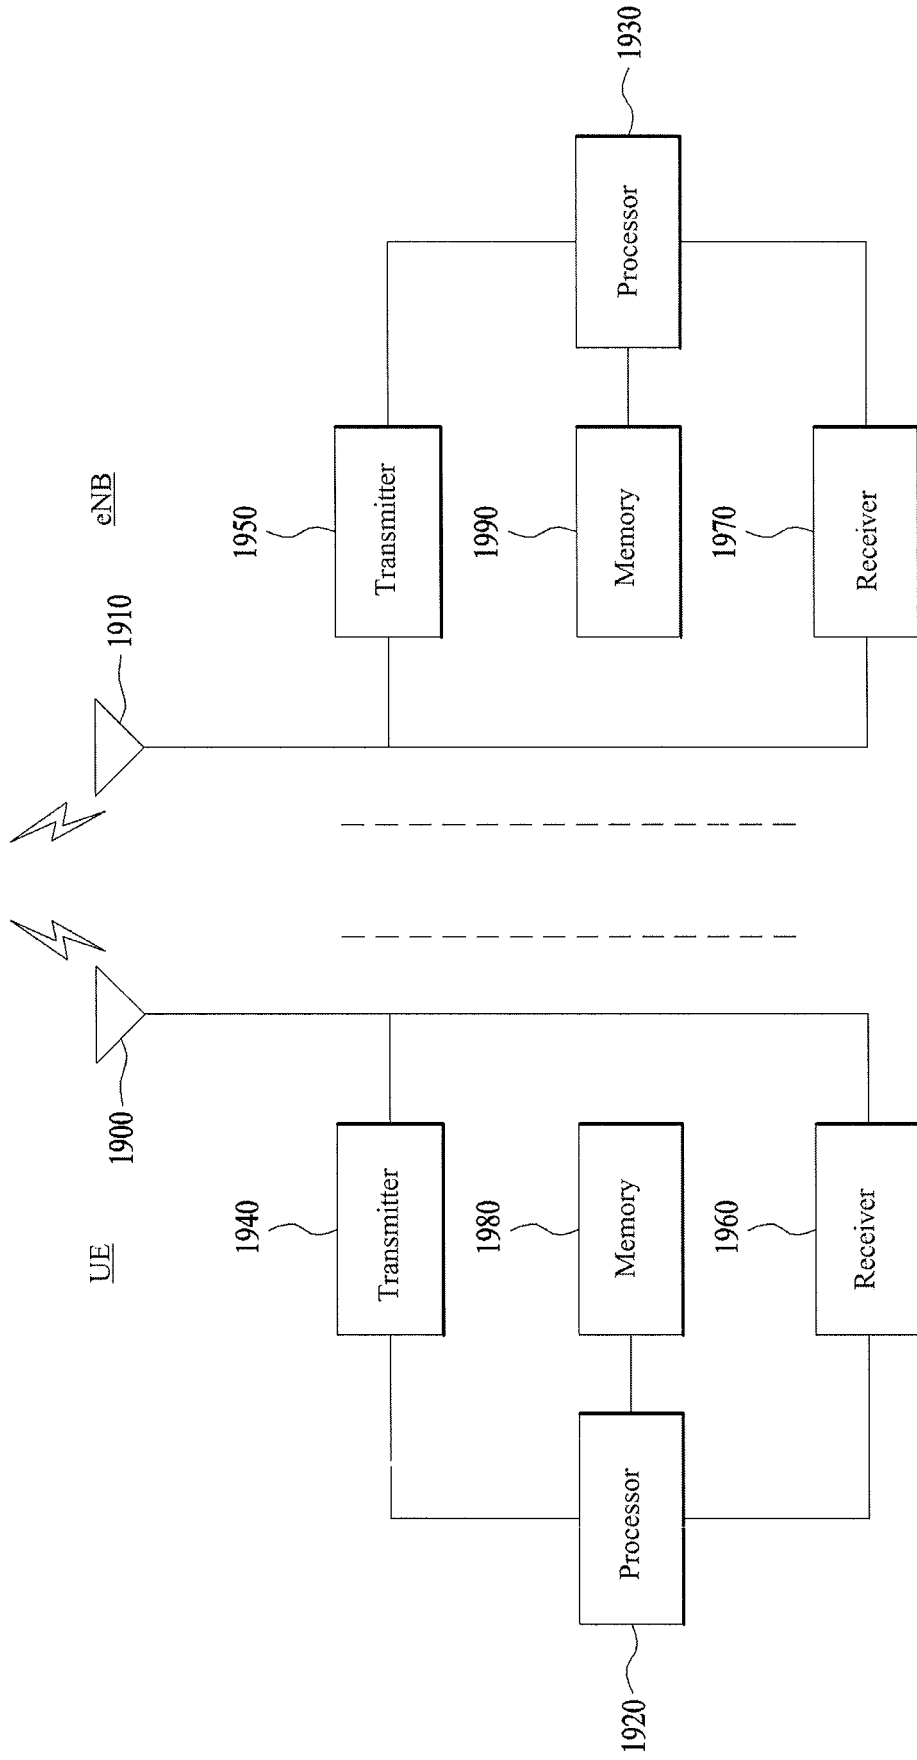 UE
eNB
1900
1910
1940
Transmitter
1950
Transmitter
1920
Processor
1980
Memory
1990
Memory
Processor
1930
1960
Receiver
1970
Receiver